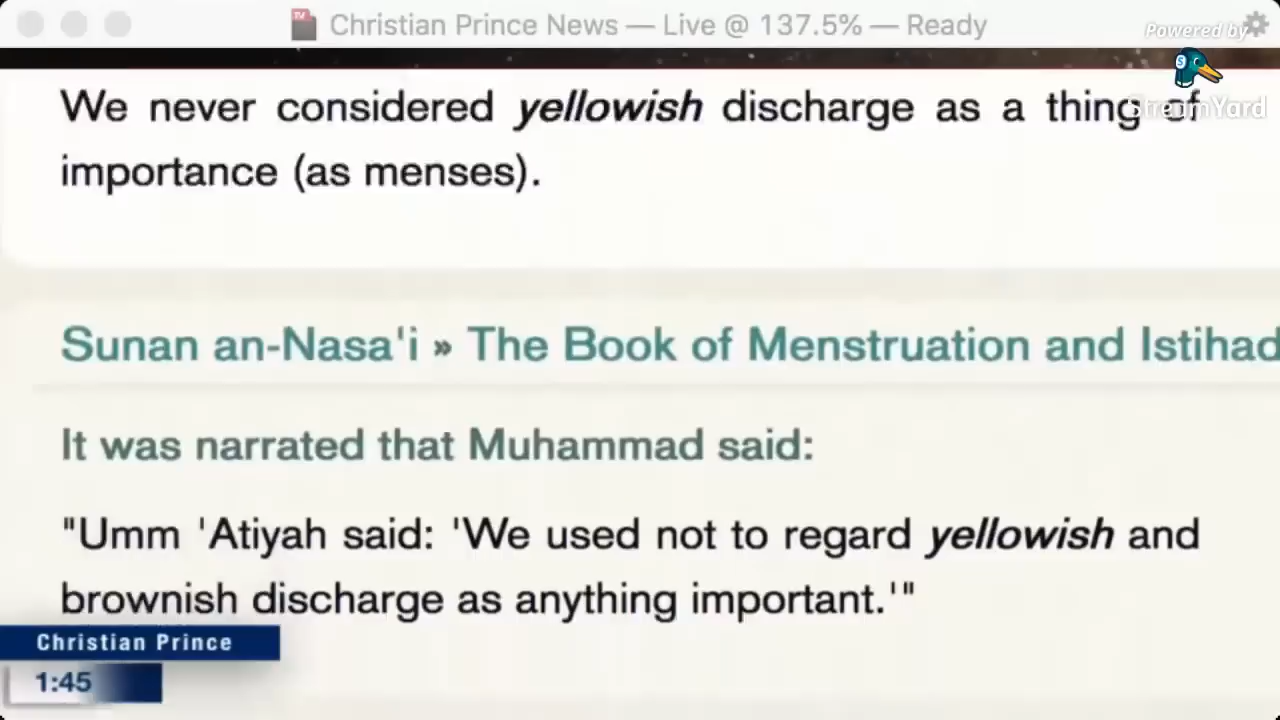 Christian Prince News — Live @ 137.5% — Ready
Powered by
StreamYard
We never considered yellowish discharge as a thing of
importance (as menses).
Sunan an-Nasa'i » The Book of Menstruation and Istihad
It was narrated that Muhammad said:
"Umm 'Atiyah said: 'We used not to regard yellowish and
brownish discharge as anything important.'"
Christian Prince
1:45